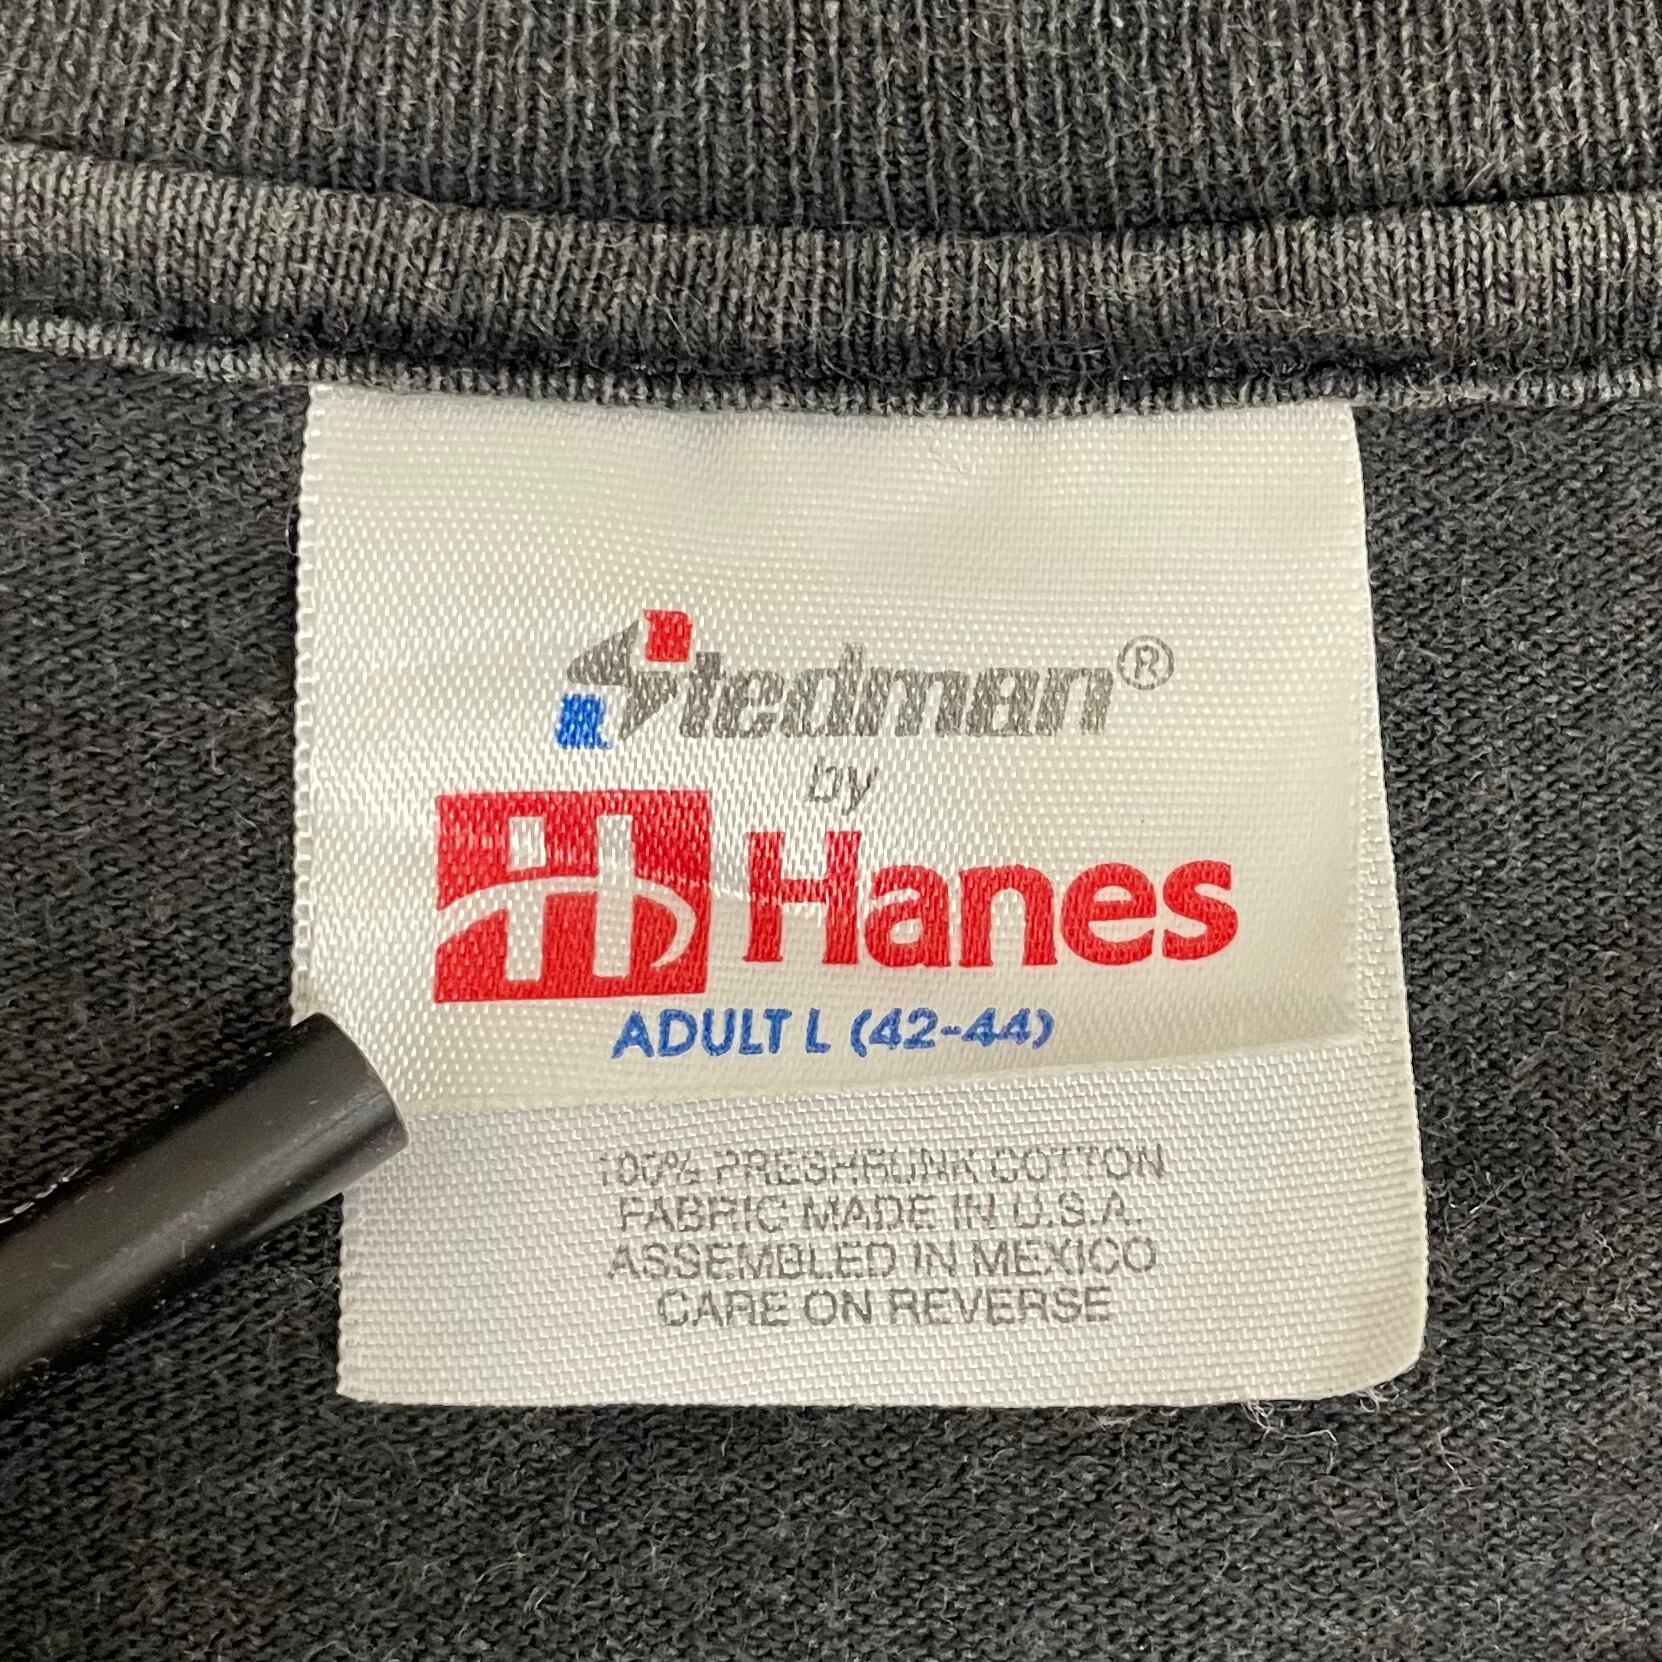 Stedman®
by
H Hanes
ADULT L (42-44)
100% PRESHRUNK COTTON
FABRIC MADE IN U.S.A.
ASSEMBLED IN MEXICO
CARE ON REVERSE